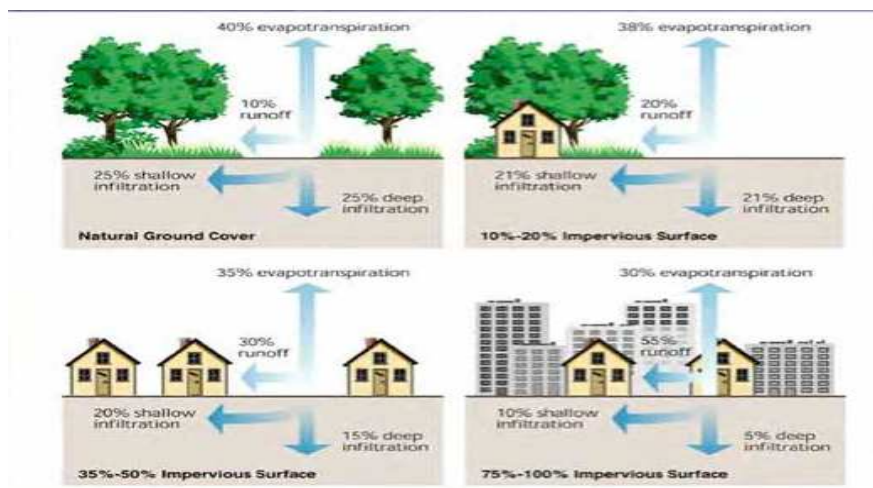 40% evapotranspiration
10%
runoff
25% shallow
infiltration
25% deep
infiltration
Natural Ground Cover
38% evapotranspiration
20%
runoff
21% shallow
infiltration
21% deep
infiltration
10%-20% Impervious Surface
35% evapotranspiration
30%
runoff
20% shallow
infiltration
15% deep
infiltration
35%-50% Impervious Surface
30% evapotranspiration
55%
runoff
10% shallow
infiltration
5% deep
infiltration
75%-100% Impervious Surface